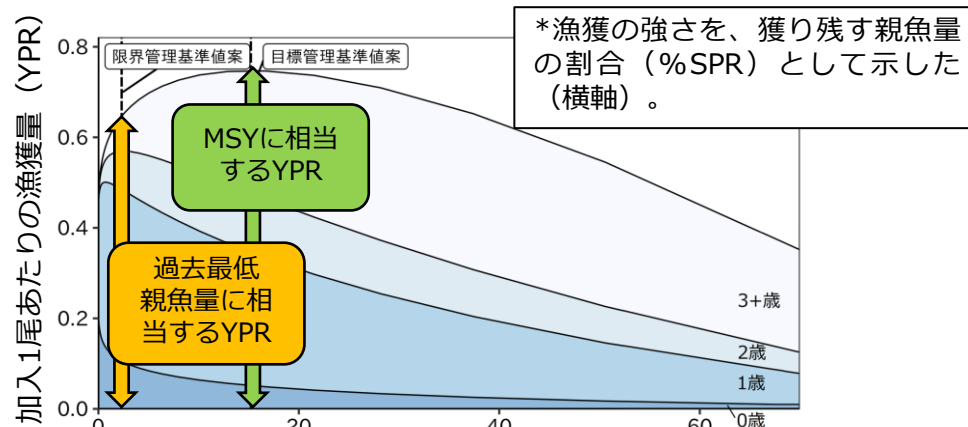 *漁獲の強さを、獲り残す親魚量
の割合（%SPR）として示した
（横軸）。
加入1尾あたりの漁獲量（YPR）
0.8
0.6
0.4
0.2
0.0
限界管理基準値案
目標管理基準値案
MSYに相当
するYPR
過去最低
親魚量に相
当するYPR
3+歳
2歳
1歳
0歳
0
20
40
60